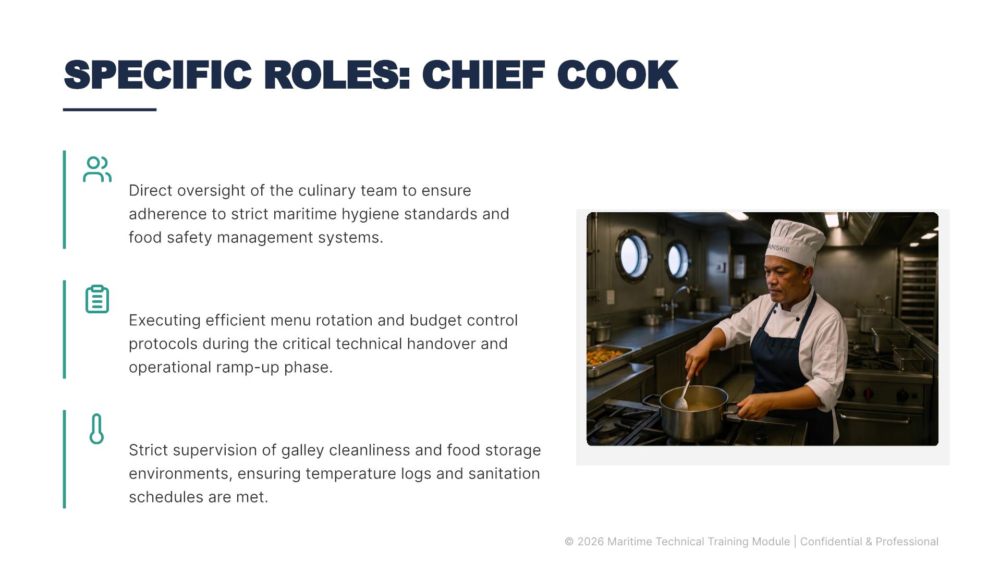 SPECIFIC ROLES: CHIEF COOK
Direct oversight of the culinary team to ensure
adherence to strict maritime hygiene standards and
food safety management systems.
Executing efficient menu rotation and budget control
protocols during the critical technical handover and
operational ramp-up phase.
Strict supervision of galley cleanliness and food storage
environments, ensuring temperature logs and sanitation
schedules are met.
ANSKIE
© 2026 Maritime Technical Training Module | Confidential & Professional